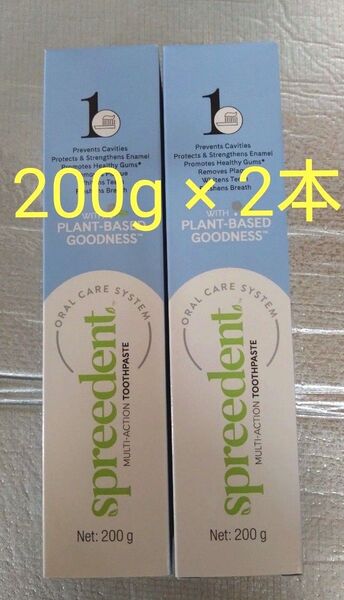 1
Prevents Cavities
Protects & Strengthens Enamel
Promotes Healthy Gums*
1
Prevents Cavities
Protects & Strengthens Enamel
Promotes Healthy Gums*
Removes Plaque
Whitens Teeth
Freshens Breath
200g × 2本
WITH
PLANT-BASED
GOODNESS™
WITH
PLANT-BASED
GOODNESS™
ORAL CARE SYSTEM
spreedent
MULTI-ACTION TOOTHPASTE
Net: 200 g
ORAL CARE SYSTEM
spreedent
MULTI-ACTION TOOTHPASTE
Net: 200 g